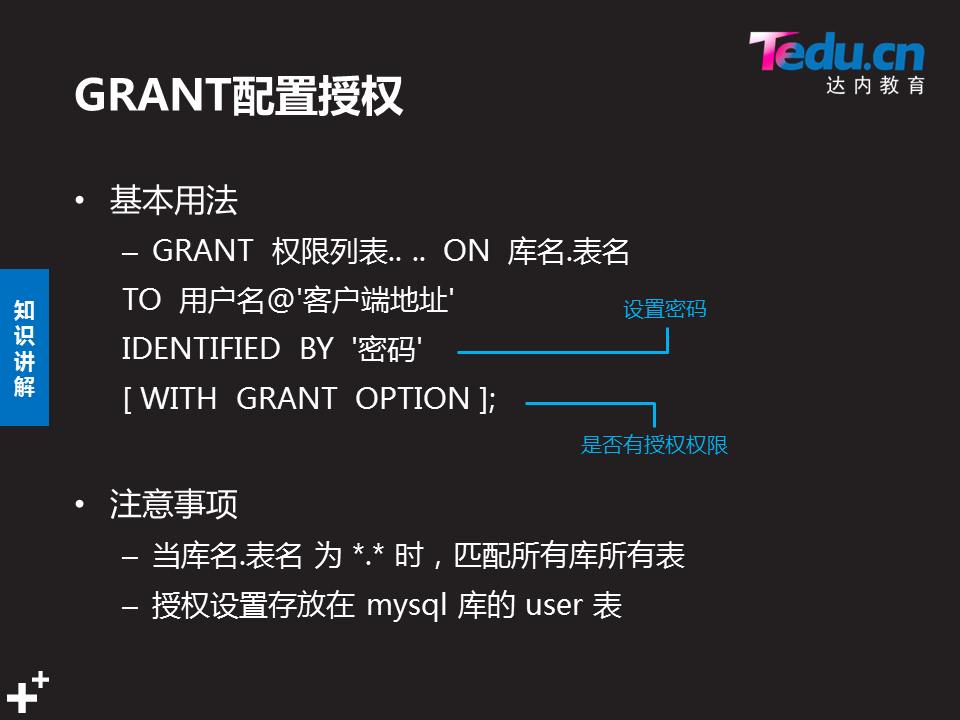 Tedu.cn
达内教育
GRANT配置授权
• 基本用法
– GRANT 权限列表.. .. ON 库名.表名
TO 用户名@'客户端地址'
设置密码
IDENTIFIED BY '密码'
[ WITH GRANT OPTION ];
是否有授权权限
知识讲解
• 注意事项
– 当库名.表名 为 *.* 时，匹配所有库所有表
– 授权设置存放在 mysql 库的 user 表